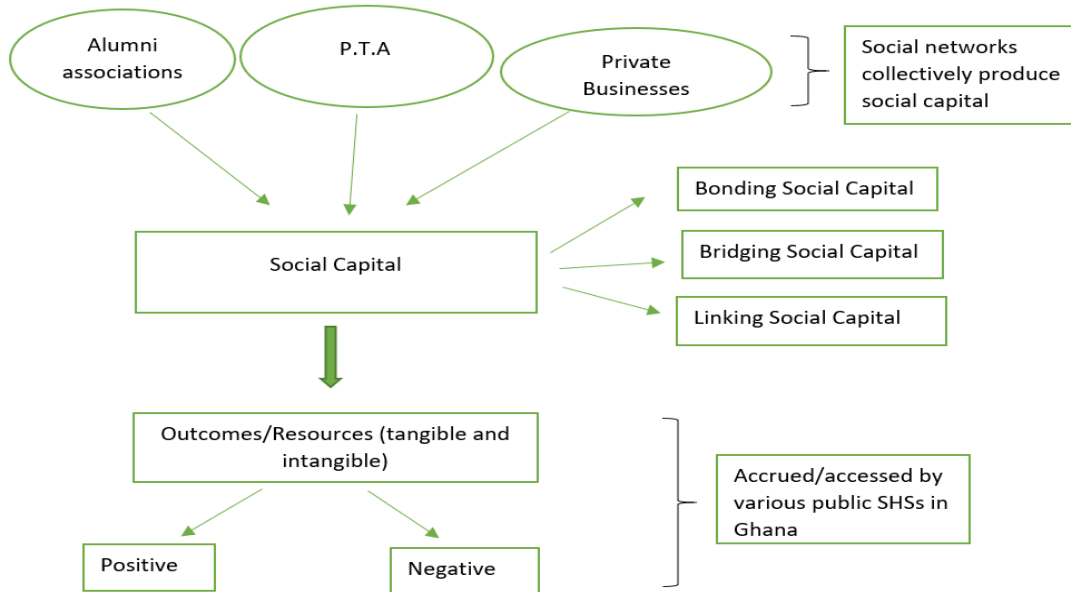 Alumni
associations
P.T.A
Private
Businesses
Social networks
collectively produce
social capital
Bonding Social Capital
Social Capital
Bridging Social Capital
Linking Social Capital
Outcomes/Resources (tangible and
intangible)
Accrued/accessed by
various public SHSs in
Ghana
Positive
Negative